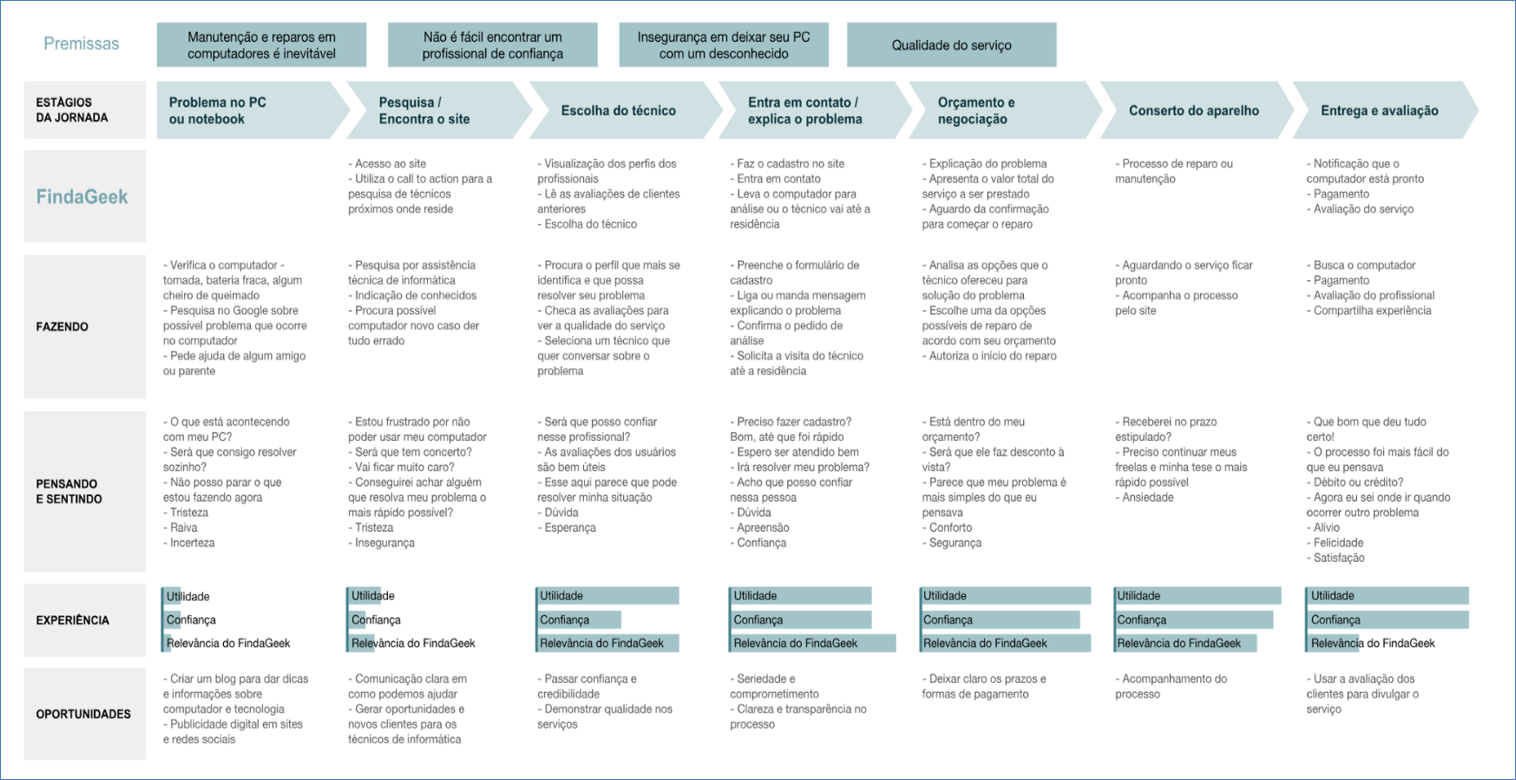 Premissas
Manutenção e reparos em
computadores é inevitável
Não é fácil encontrar um
profissional de confiança
Insegurança em deixar seu PC
com um desconhecido
Qualidade do serviço
ESTÁGIOS
DA JORNADA
Problema no PC
ou notebook
Pesquisa /
Encontra o site
Escolha do técnico
Entra em contato /
explica o problema
Orçamento e
negociação
Conserto do aparelho
Entrega e avaliação
FindaGeek
- Acesso ao site
- Utiliza o call to action para a
pesquisa de técnicos
próximos onde reside
- Visualização dos perfis dos
profissionais
- Lê as avaliações de clientes
anteriores
- Escolha do técnico
- Faz o cadastro no site
- Entra em contato
- Leva o computador para
análise ou o técnico vai até a
residência
- Explicação do problema
- Apresenta o valor total do
serviço a ser prestado
- Aguardo da confirmação
para começar o reparo
- Processo de reparo ou
manutenção
- Notificação que o
computador está pronto
- Pagamento
- Avaliação do serviço
FAZENDO
- Verifica o computador -
tomada, bateria fraca, algum
cheiro de queimado
- Pesquisa no Google sobre
possível problema que ocorre
no computador
- Pede ajuda de algum amigo
ou parente
- Pesquisa por assistência
técnica de informática
- Indicação de conhecidos
- Procura possível
computador novo caso der
tudo errado
- Procura o perfil que mais se
identifica e que possa
resolver seu problema
- Checa as avaliações para
ver a qualidade do serviço
- Seleciona um técnico que
quer conversar sobre o
problema
- Preenche o formulário de
cadastro
- Liga ou manda mensagem
explicando o problema
- Confirma o pedido de
análise
- Solicita a visita do técnico
até a residência
- Analisa as opções que o
técnico ofereceu para
solução do problema
- Escolhe uma da opções
possíveis de reparo de
acordo com seu orçamento
- Autoriza o início do reparo
- Aguardando o serviço ficar
pronto
- Acompanha o processo
pelo site
- Busca o computador
- Pagamento
- Avaliação do profissional
- Compartilha experiência
PENSANDO
E SENTINDO
- O que está acontecendo
com meu PC?
- Será que consigo resolver
sozinho?
- Não posso parar o que
estou fazendo agora
- Tristeza
- Raiva
- Incerteza
- Estou frustrado por não
poder usar meu computador
- Será que tem concerto?
- Vai ficar muito caro?
- Conseguirei achar alguém
que resolva meu problema o
mais rápido possível?
- Tristeza
- Insegurança
- Será que posso confiar
nesse profissional?
- As avaliações dos usuários
são bem úteis
- Esse aqui parece que pode
resolver minha situação
- Dúvida
- Esperança
- Preciso fazer cadastro?
Bom, até que foi rápido
- Espero ser atendido bem
- Irá resolver meu problema?
- Acho que posso confiar
nessa pessoa
- Dúvida
- Apreensão
- Confiança
- Está dentro do meu
orçamento?
- Será que ele faz desconto à
vista?
- Parece que meu problema é
mais simples do que eu
pensava
- Conforto
- Segurança
- Receberei no prazo
estipulado?
- Preciso continuar meus
freelas e minha tese o mais
rápido possível
- Ansiedade
- Que bom que deu tudo
certo!
- O processo foi mais fácil do
que eu pensava
- Débito ou crédito?
- Agora eu sei onde ir quando
ocorrer outro problema
- Alívio
- Felicidade
- Satisfação
EXPERIÊNCIA
Utilidade
Confiança
Relevância do FindaGeek
Utilidade
Confiança
Relevância do FindaGeek
Utilidade
Confiança
Relevância do FindaGeek
Utilidade
Confiança
Relevância do FindaGeek
Utilidade
Confiança
Relevância do FindaGeek
Utilidade
Confiança
Relevância do FindaGeek
Utilidade
Confiança
Relevância do FindaGeek
OPORTUNIDADES
- Criar um blog para dar dicas
e informações sobre
computador e tecnologia
- Publicidade digital em sites
e redes sociais
- Comunicação clara em
como podemos ajudar
- Gerar oportunidades e
novos clientes para os
técnicos de informática
- Passar confiança e
credibilidade
- Demonstrar qualidade nos
serviços
- Seriedade e
comprometimento
- Clareza e transparência no
processo
- Deixar claro os prazos e
formas de pagamento
- Acompanhamento do
processo
- Usar a avaliação dos
clientes para divulgar o
serviço